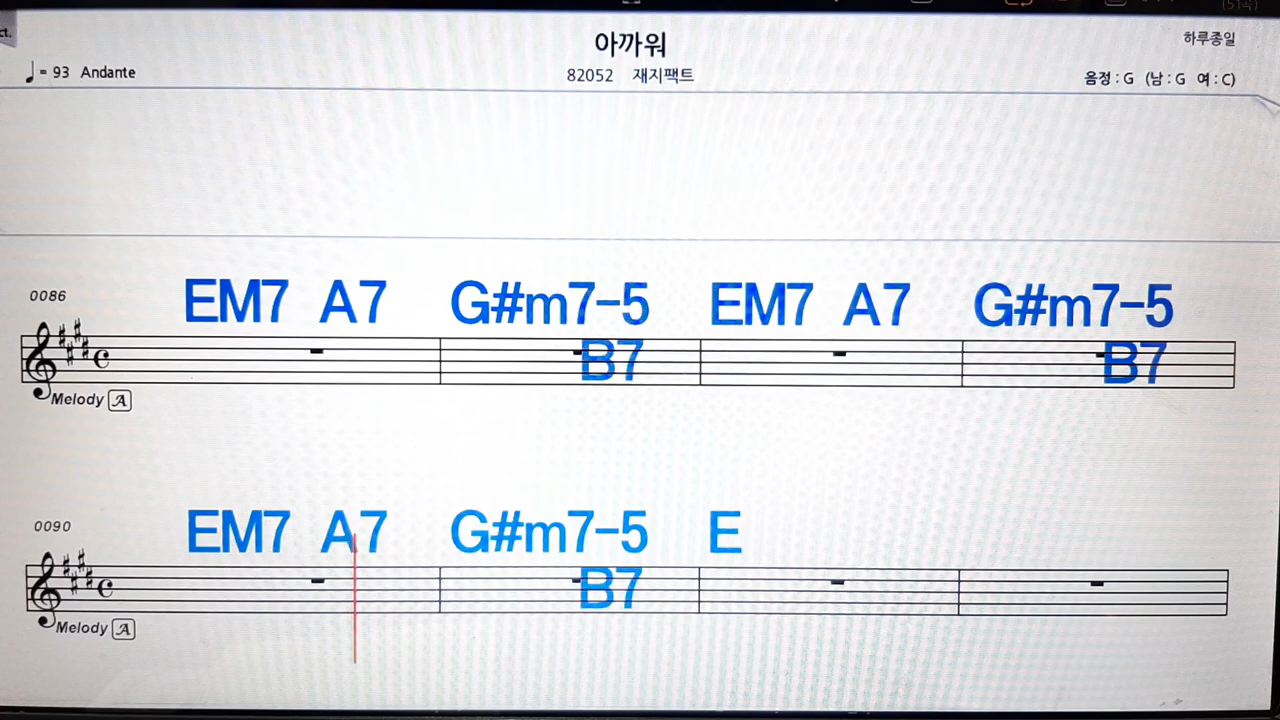 ct.
아까워
하루종일
♩ = 93 Andante
82052 재지팩트
음정 : G (남 : G 여 : C)
0086
EM7 A7 G#m7-5 EM7 A7 G#m7-5
B7 B7
Melody A
0090
EM7 A7 G#m7-5 E
B7
Melody A